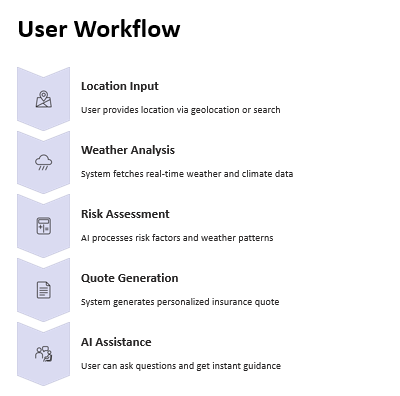 User Workflow
Location Input
User provides location via geolocation or search
Weather Analysis
System fetches real-time weather and climate data
Risk Assessment
AI processes risk factors and weather patterns
Quote Generation
System generates personalized insurance quote
AI Assistance
User can ask questions and get instant guidance